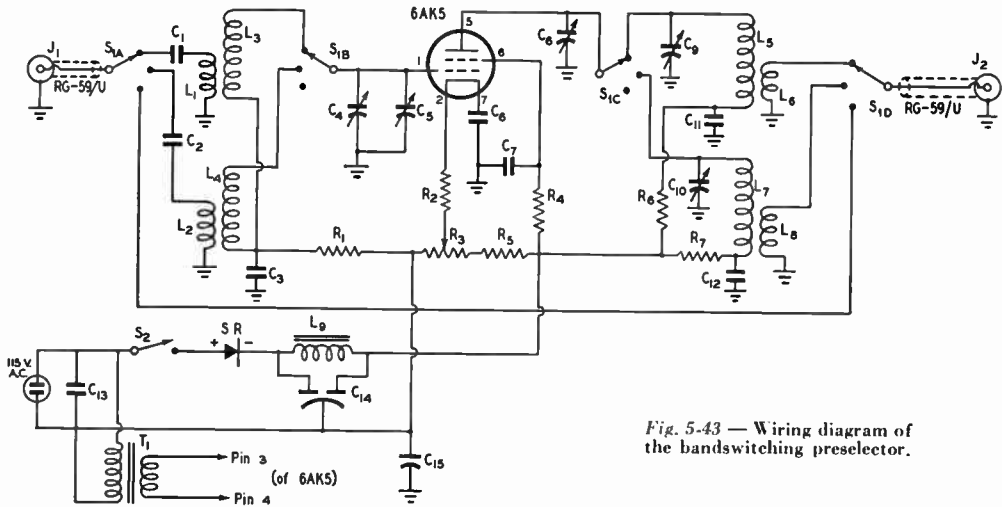 6AK5
J₁
S₁A
C₁
L₁
L₃
S₁B
RG-59/U
C₂
L₂
L₄
C₃
R₁
C₄
C₅
1
5
6
2
7
C₆
C₇
R₂
R₃
R₄
R₅
C₈
S₁C
C₉
L₅
L₆
C₁₁
R₆
C₁₀
L₇
L₈
R₇
C₁₂
S₁D
RG-59/U
J₂
115 V.
A.C.
C₁₃
S₂
+
S R
−
L₉
C₁₄
C₁₅
T₁
Pin 3
(of 6AK5)
Pin 4
Fig. 5-43 — Wiring diagram of
the bandswitching preselector.